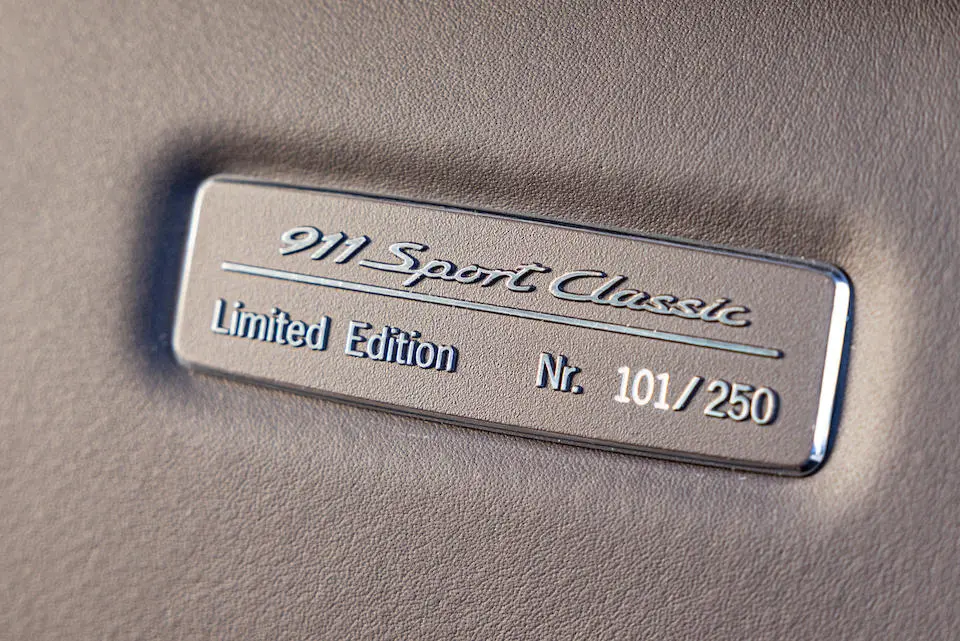 911 Sport Classic
Limited Edition Nr. 101/250